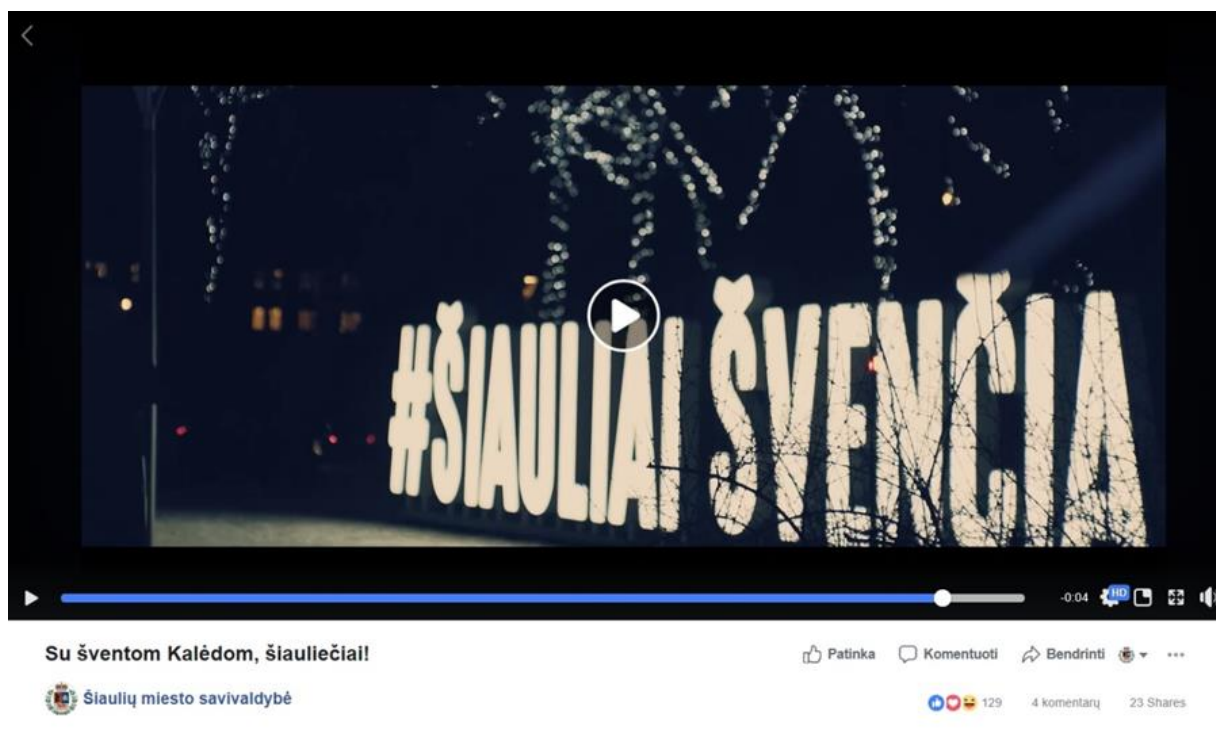 #ŠIAULIAI ŠVENČIA
-0:04 HD
Su šventom Kalėdom, šiauliečiai!
Patinka Komentuoti Bendrinti
Šiaulių miesto savivaldybė
129 4 komentarų 23 Shares